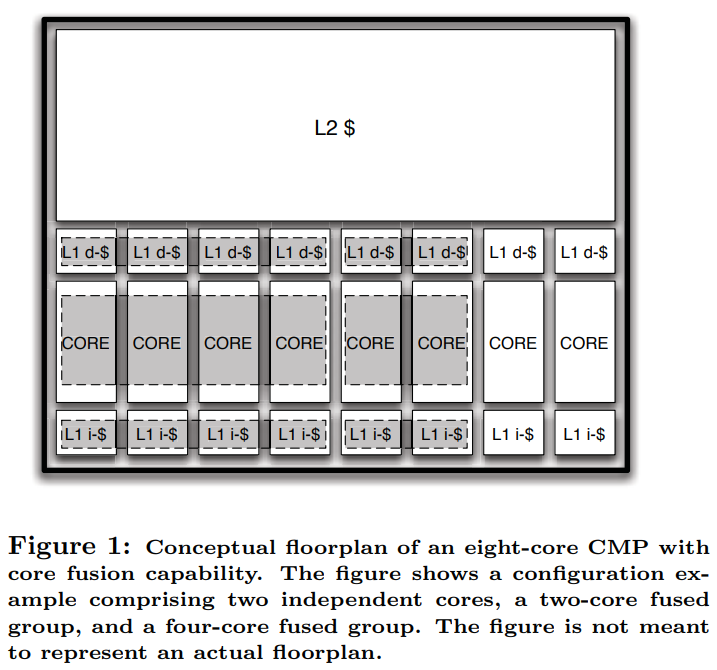 L2 $
L1 d-$ L1 d-$ L1 d-$ L1 d-$ L1 d-$ L1 d-$ L1 d-$ L1 d-$
CORE CORE CORE CORE CORE CORE CORE CORE
L1 i-$ L1 i-$ L1 i-$ L1 i-$ L1 i-$ L1 i-$ L1 i-$ L1 i-$
Figure 1: Conceptual floorplan of an eight-core CMP with
core fusion capability. The figure shows a configuration ex-
ample comprising two independent cores, a two-core fused
group, and a four-core fused group. The figure is not meant
to represent an actual floorplan.